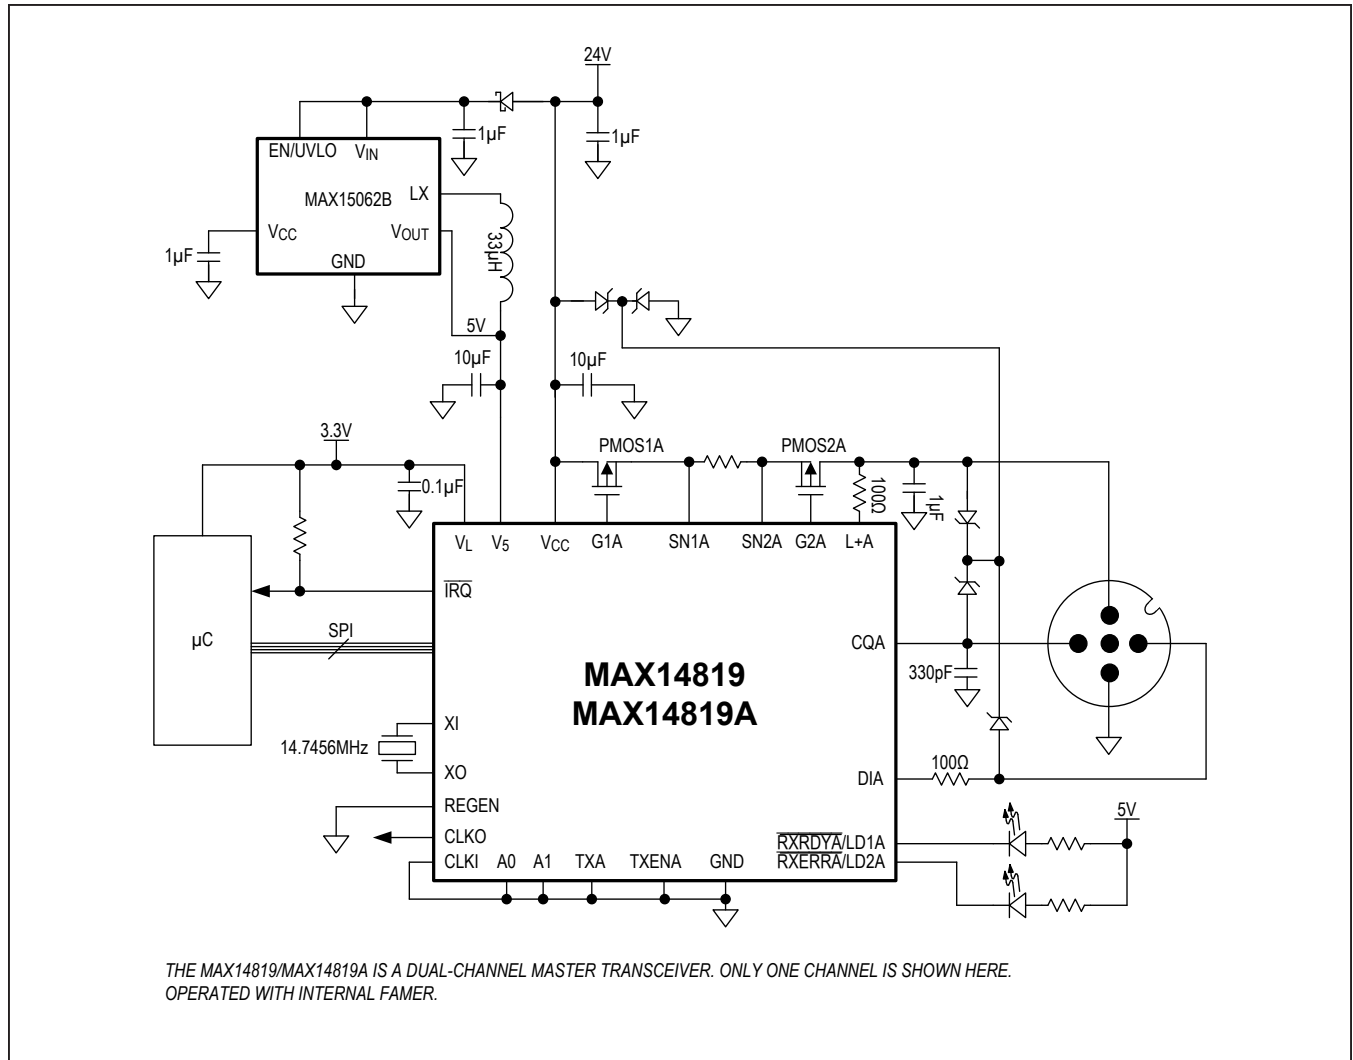 24V
1µF
1µF
EN/UVLO
VIN
MAX15062B
LX
VCC
VOUT
GND
1µF
33µH
5V
10µF
10µF
3.3V
0.1µF
PMOS1A
PMOS2A
100Ω
1µF
VL
V5
VCC
G1A
SN1A
SN2A
G2A
L+A
IRQ
µC
SPI
CQA
330pF
MAX14819
MAX14819A
XI
14.7456MHz
XO
100Ω
DIA
REGEN
CLKO
CLKI
A0
A1
TXA
TXENA
GND
RXRDYA/LD1A
RXERRA/LD2A
5V
THE MAX14819/MAX14819A IS A DUAL-CHANNEL MASTER TRANSCEIVER. ONLY ONE CHANNEL IS SHOWN HERE.
OPERATED WITH INTERNAL FAMER.